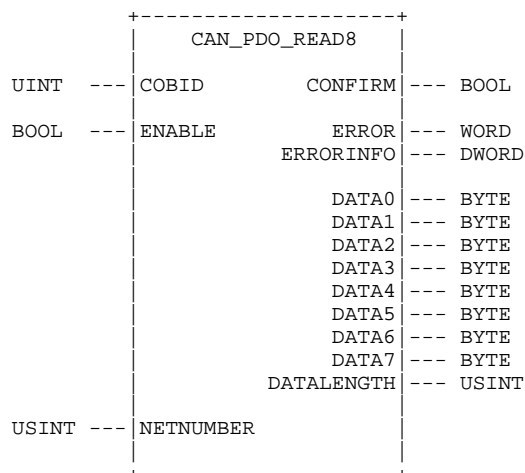 CAN_PDO_READ8
UINT ---|COBID CONFIRM|--- BOOL
BOOL ---|ENABLE ERROR|--- WORD
ERRORINFO|--- DWORD
DATA0|--- BYTE
DATA1|--- BYTE
DATA2|--- BYTE
DATA3|--- BYTE
DATA4|--- BYTE
DATA5|--- BYTE
DATA6|--- BYTE
DATA7|--- BYTE
DATALENGTH|--- USINT
USINT ---|NETNUMBER